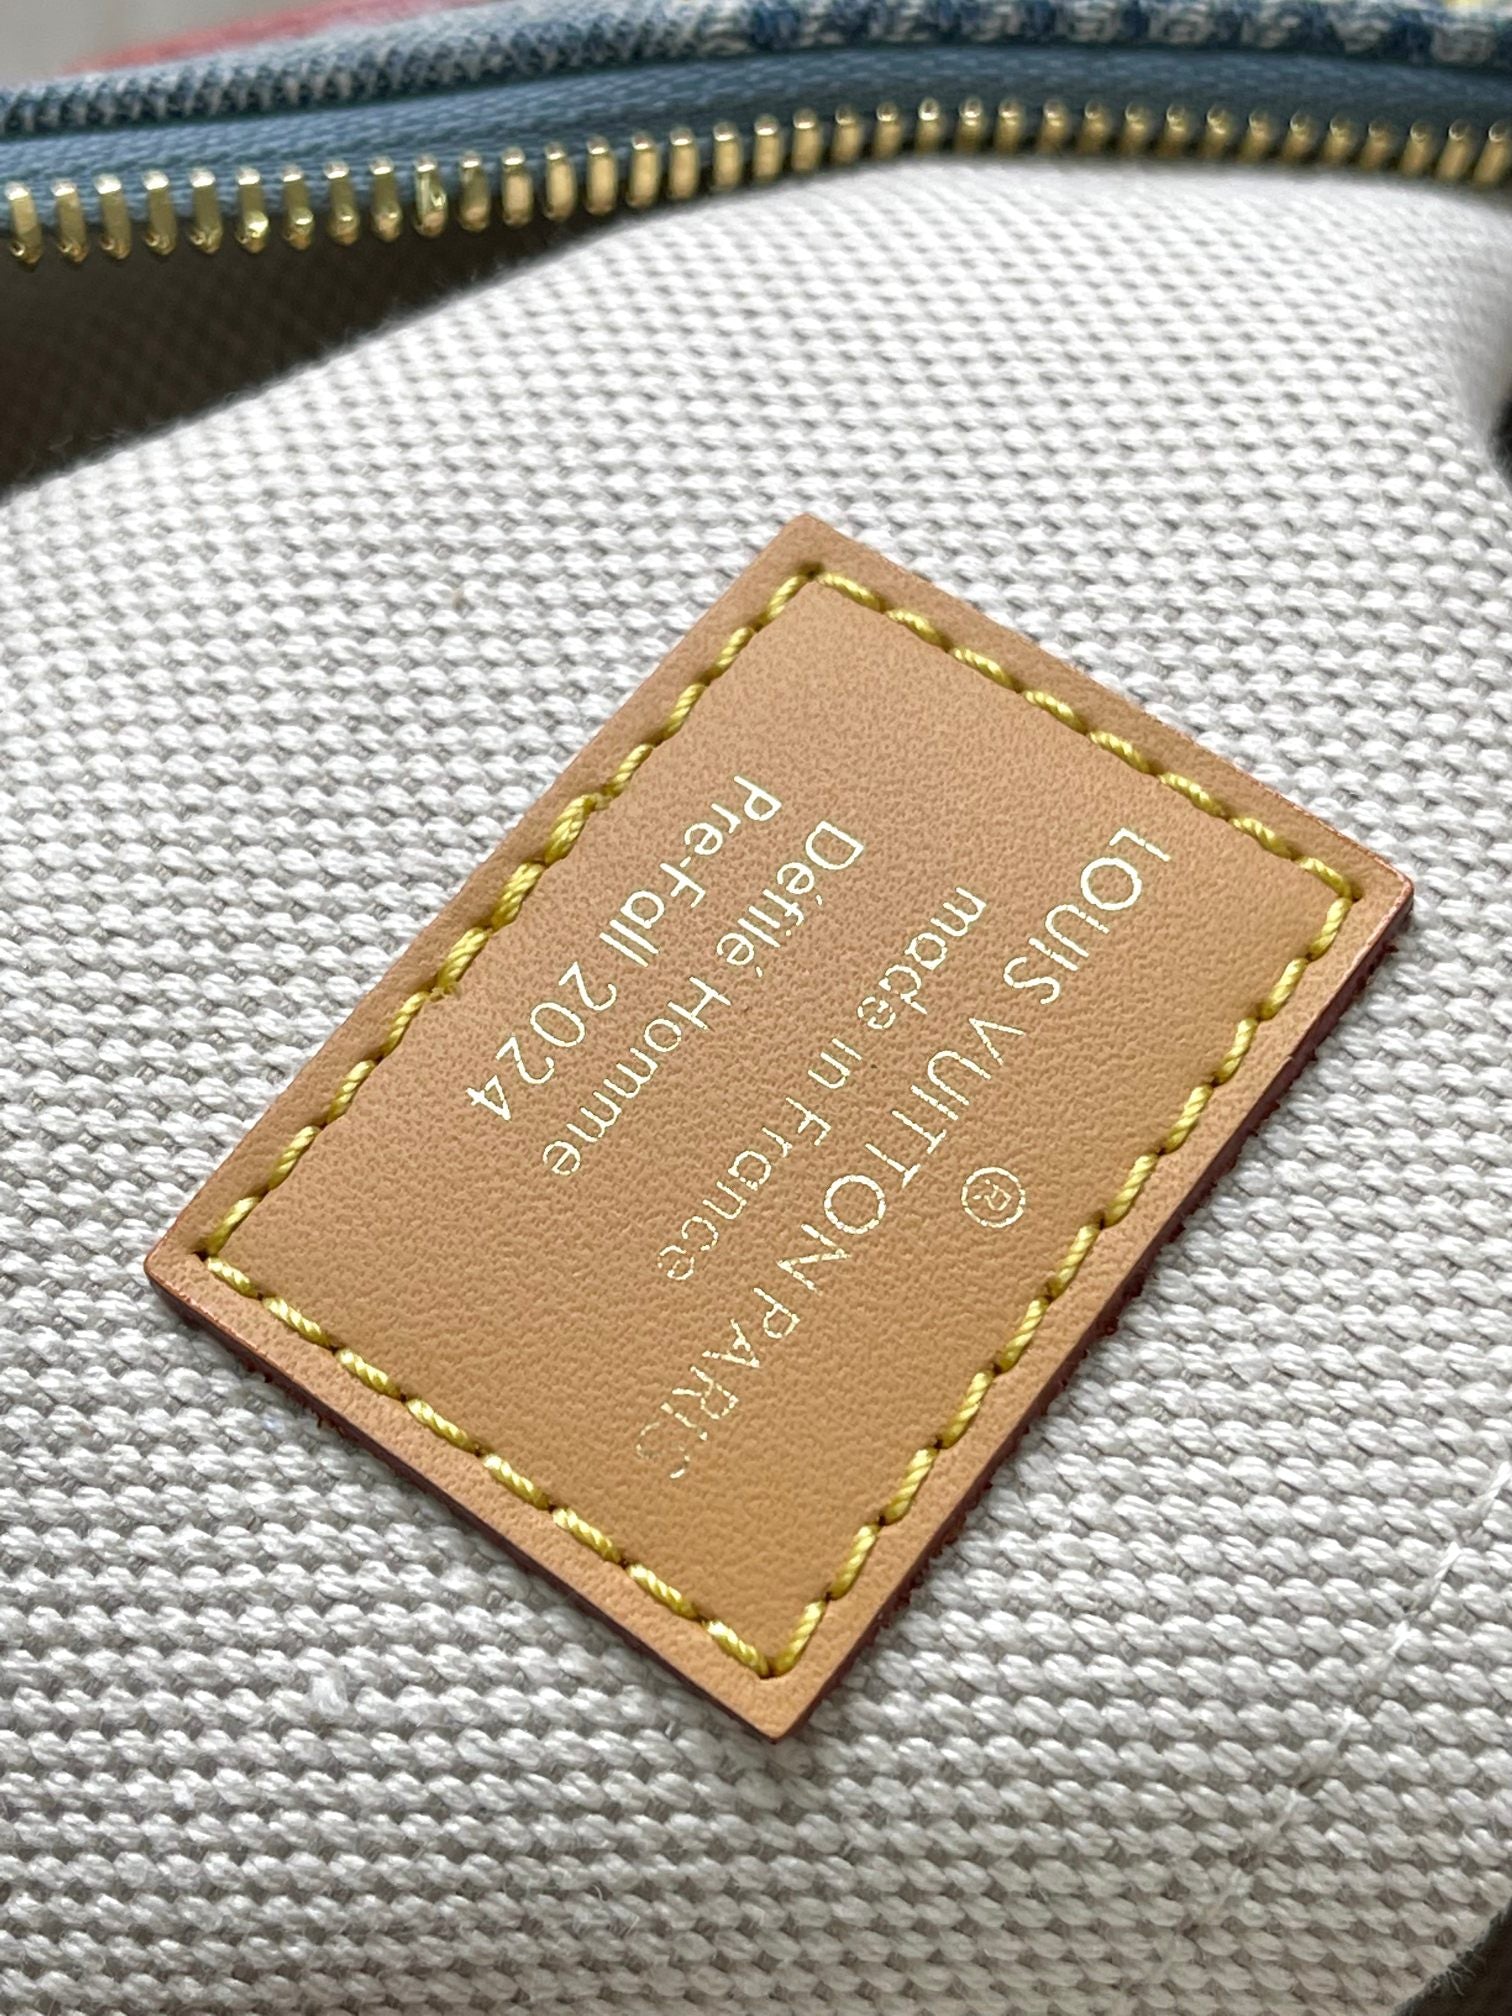 ®
LOUIS VUITTON PARIS
made in France
Défilé Homme
Pre-Fall 2024